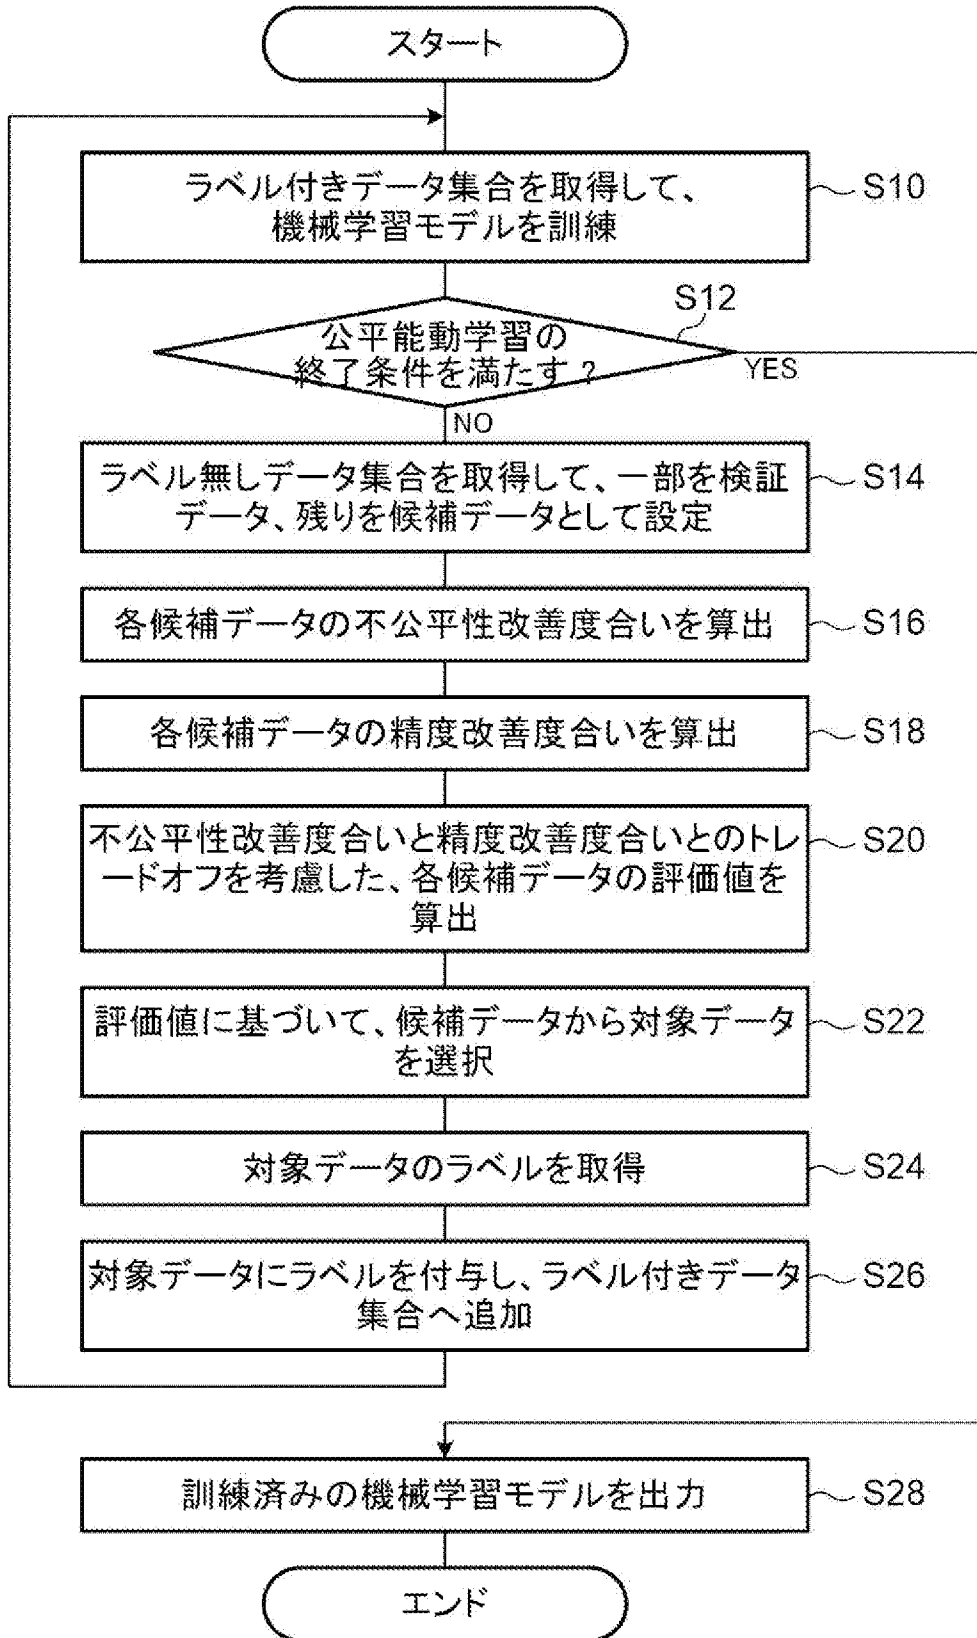 スタート
ラベル付きデータ集合を取得して、
機械学習モデルを訓練
S10
S12
公平能動学習の
終了条件を満たす?
YES
NO
ラベル無しデータ集合を取得して、一部を検証
データ、残りを候補データとして設定
S14
各候補データの不公平性改善度合いを算出
S16
各候補データの精度改善度合いを算出
S18
不公平性改善度合いと精度改善度合いとのトレ
ードオフを考慮した、各候補データの評価値を
算出
S20
評価値に基づいて、候補データから対象データ
を選択
S22
対象データのラベルを取得
S24
対象データにラベルを付与し、ラベル付きデータ
集合へ追加
S26
訓練済みの機械学習モデルを出力
S28
エンド